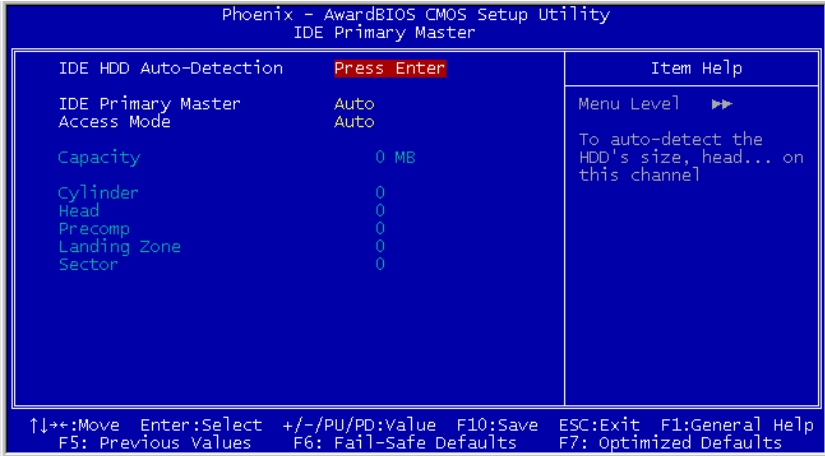 Phoenix - AwardBIOS CMOS Setup Utility
IDE Primary Master
IDE HDD Auto-Detection Press Enter
Item Help
IDE Primary Master Auto
Access Mode Auto
Menu Level ▶▶
To auto-detect the
HDD's size, head... on
this channel
Capacity 0 MB
Cylinder 0
Head 0
Precomp 0
Landing Zone 0
Sector 0
↑↓→←:Move Enter:Select +/-/PU/PD:Value F10:Save ESC:Exit F1:General Help
F5: Previous Values F6: Fail-Safe Defaults F7: Optimized Defaults